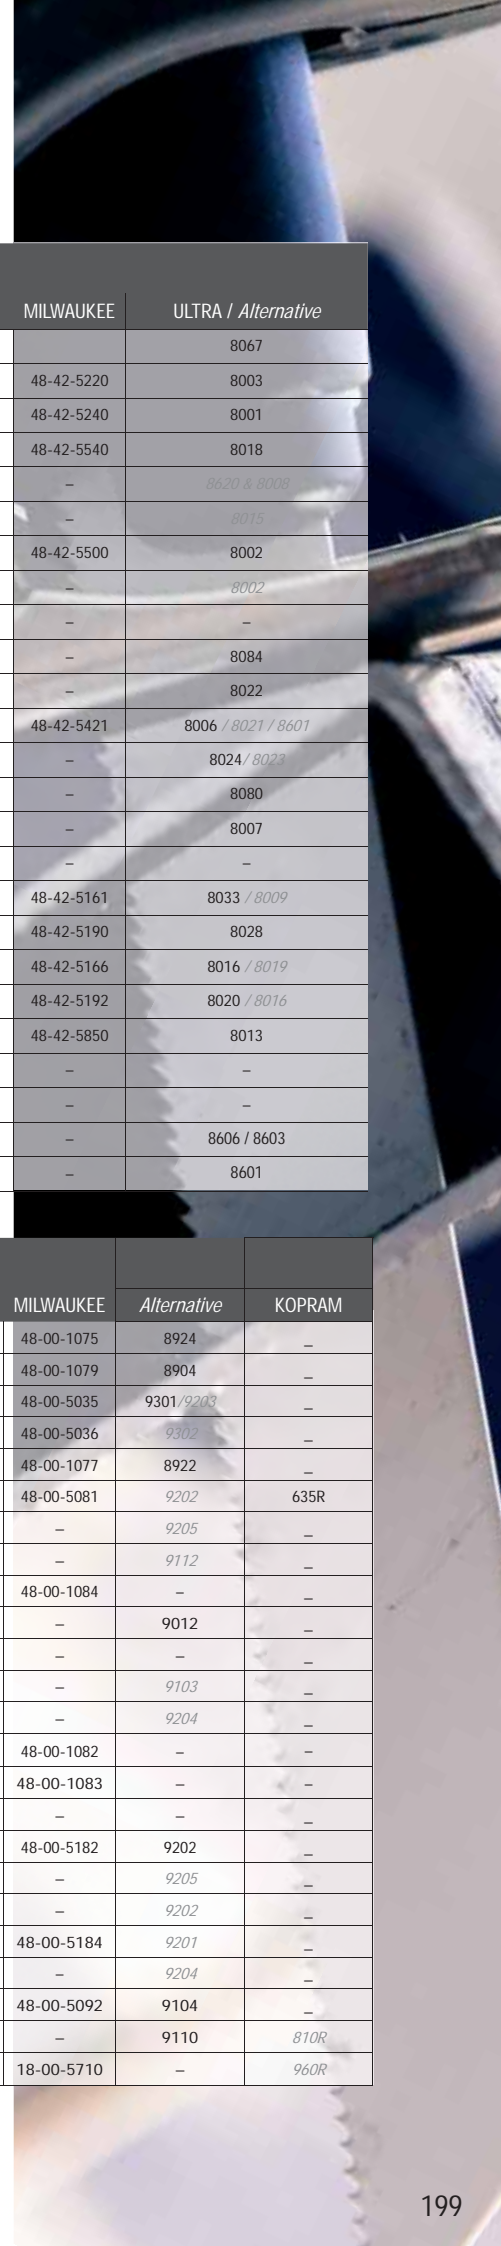 MILWAUKEE ULTRA / Alternative
8067
48-42-5220 8003
48-42-5240 8001
48-42-5540 8018
– 8620 & 8008
– 8015
48-42-5500 8002
– 8002
– –
– 8084
– 8022
48-42-5421 8006 / 8021 / 8601
– 8024/ 8023
– 8080
– 8007
– –
48-42-5161 8033 / 8009
48-42-5190 8028
48-42-5166 8016 / 8019
48-42-5192 8020 / 8016
48-42-5850 8013
– –
– –
– 8606 / 8603
– 8601
MILWAUKEE Alternative KOPRAM
48-00-1075 8924 _
48-00-1079 8904 _
48-00-5035 9301/9203 _
48-00-5036 9302 _
48-00-1077 8922 _
48-00-5081 9202 635R
– 9205 _
– 9112 _
48-00-1084 – _
– 9012 _
– – _
– 9103 _
– 9204 _
48-00-1082 – –
48-00-1083 – –
– – _
48-00-5182 9202 _
– 9205 _
– 9202 _
48-00-5184 9201 _
– 9204 _
48-00-5092 9104 _
– 9110 810R
18-00-5710 – 960R
199